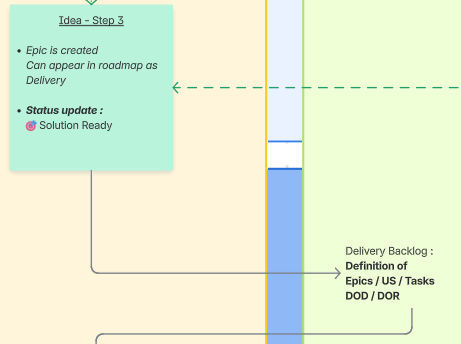 Idea - Step 3
• Epic is created
Can appear in roadmap as
Delivery
• Status update :
🎯 Solution Ready
Delivery Backlog :
Definition of
Epics / US / Tasks
DOD / DOR